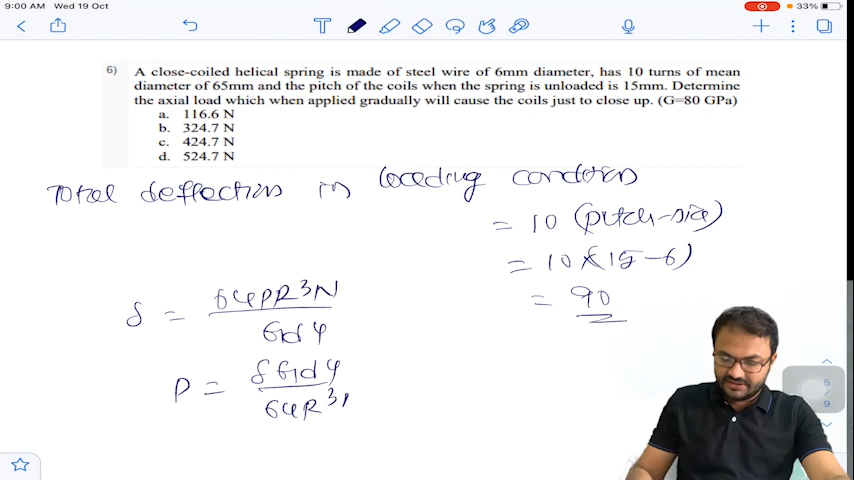 9:00 AM Wed 19 Oct
33%
6) A close-coiled helical spring is made of steel wire of 6mm diameter, has 10 turns of mean
diameter of 65mm and the pitch of the coils when the spring is unloaded is 15mm. Determine
the axial load which when applied gradually will cause the coils just to close up. (G=80 GPa)
a. 116.6 N
b. 324.7 N
c. 424.7 N
d. 524.7 N
Total deflection in loading condition
= 10 (pitch-dia)
= 10 × (15-6)
= 90
δ = 64PR³N
Gd4
P = δGd4
64R³
5
9